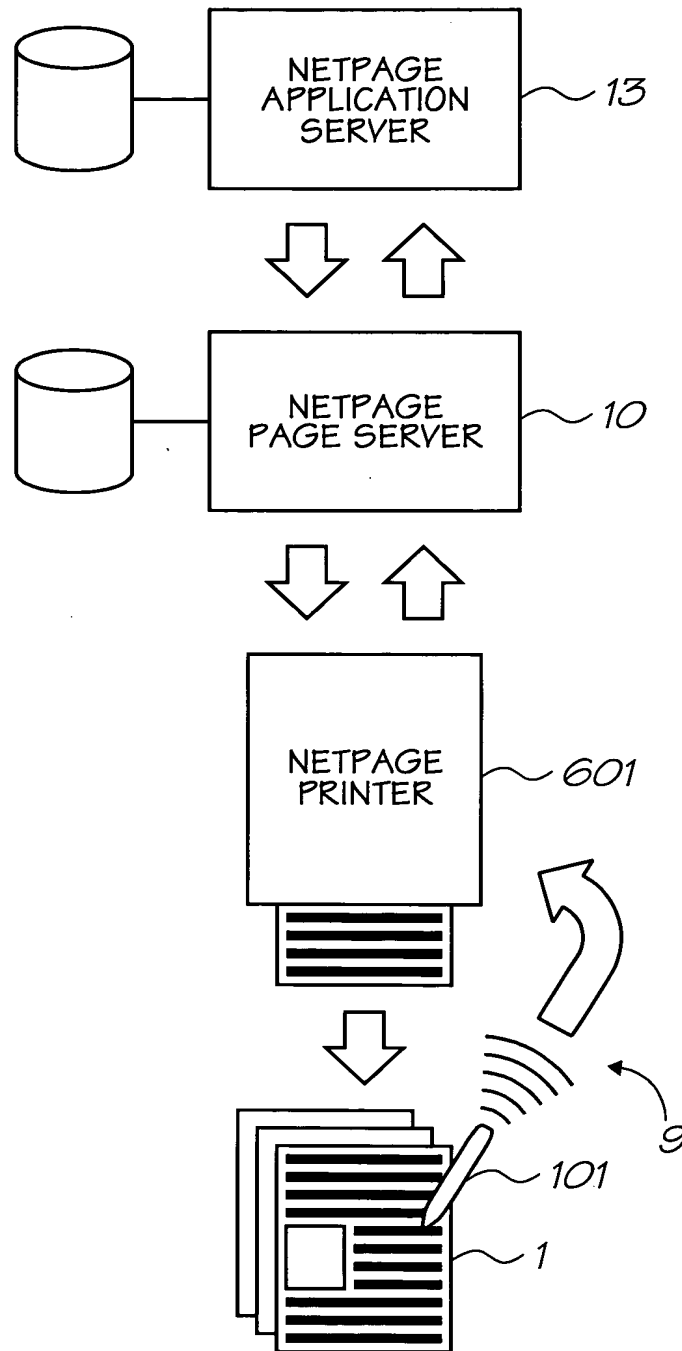 NETPAGE
APPLICATION
SERVER
13
NETPAGE
PAGE SERVER
10
NETPAGE
PRINTER
601
9
101
1